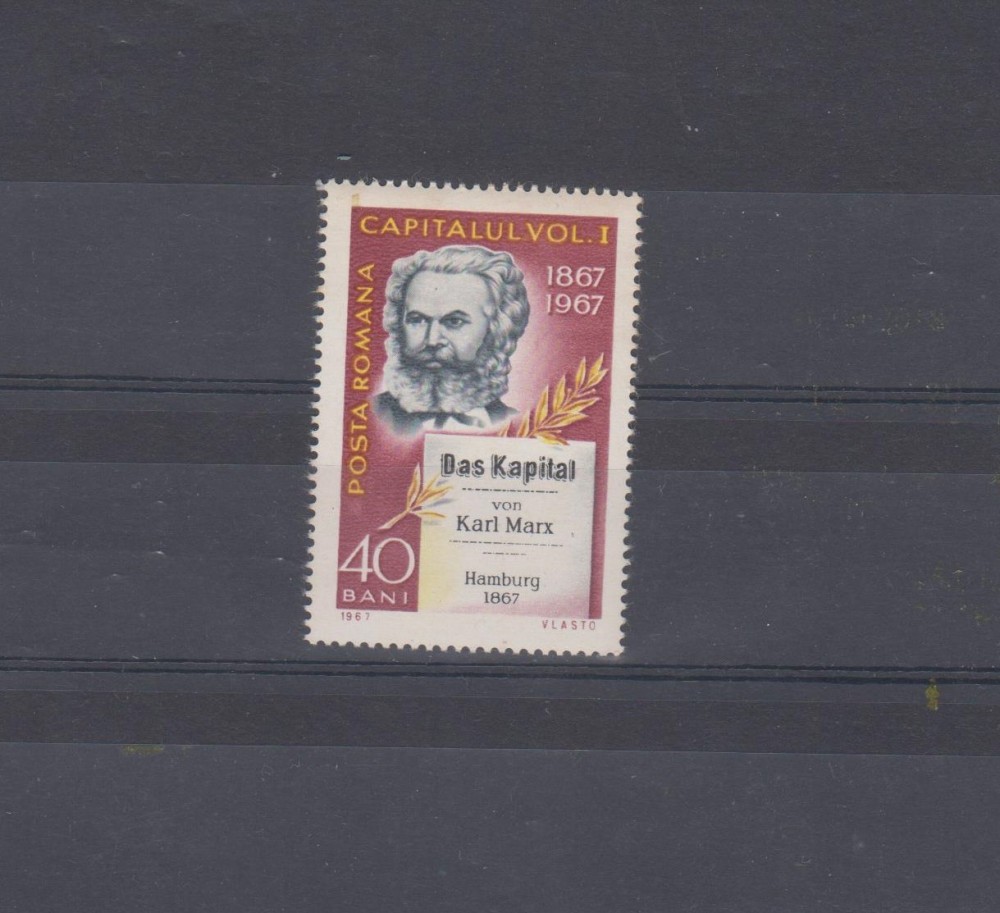 CAPITALUL VOL. I
1867
1967
POSTA ROMANA
Das Kapital
von
Karl Marx
Hamburg
1867
40
BANI
1967
VLASTO